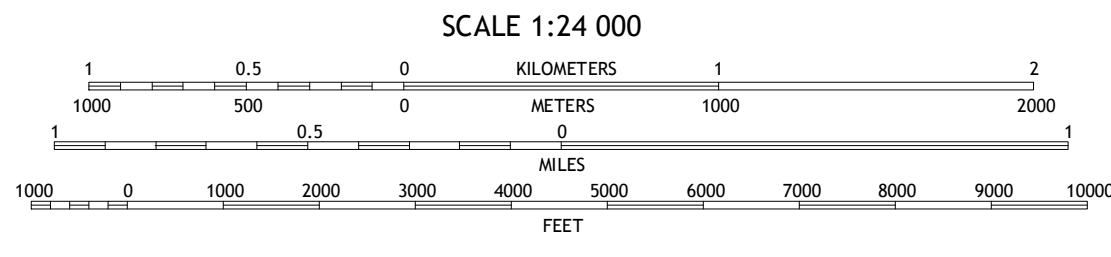 SCALE 1:24 000
1 0.5 0 KILOMETERS 1 2
1000 500 0 METERS 1000 2000
1 0.5 0 1
MILES
1000 0 1000 2000 3000 4000 5000 6000 7000 8000 9000 10000
FEET